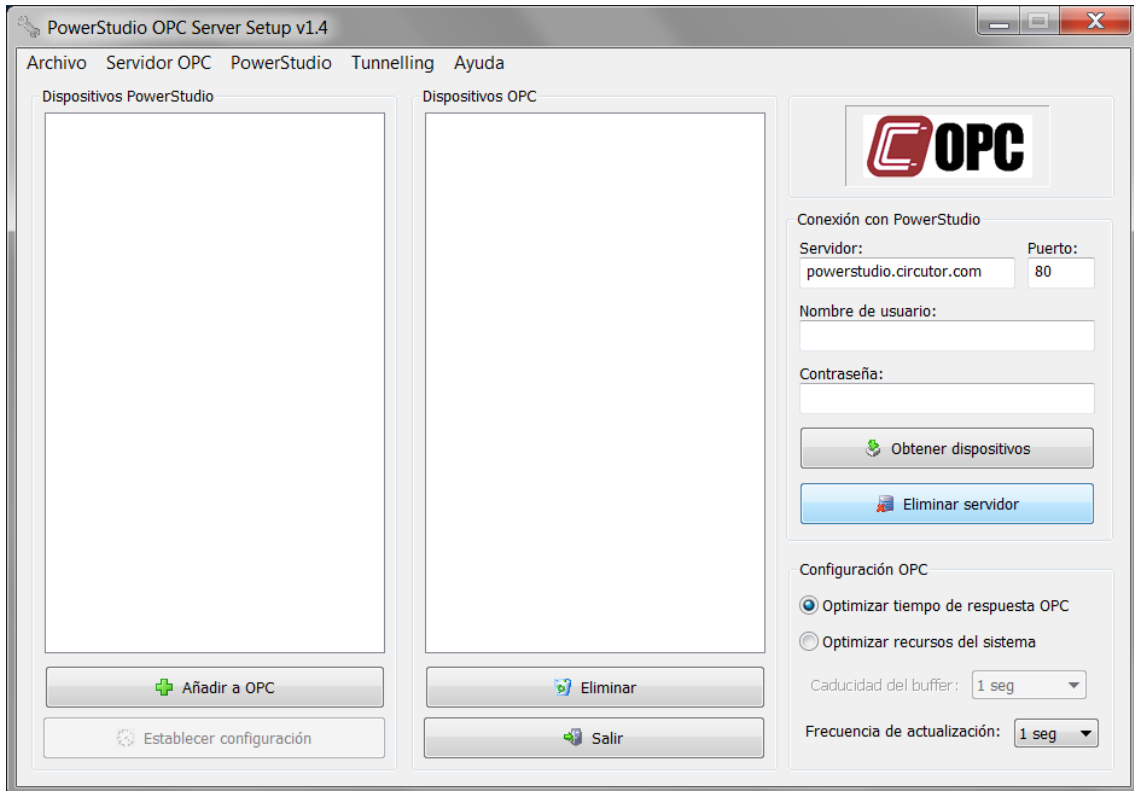 PowerStudio OPC Server Setup v1.4
Archivo Servidor OPC PowerStudio Tunnelling Ayuda
Dispositivos PowerStudio
Añadir a OPC
Establecer configuración
Dispositivos OPC
Eliminar
Salir
OPC
Conexión con PowerStudio
Servidor: Puerto:
powerstudio.circutor.com 80
Nombre de usuario:
Contraseña:
Obtener dispositivos
Eliminar servidor
Configuración OPC
Optimizar tiempo de respuesta OPC
Optimizar recursos del sistema
Caducidad del buffer: 1 seg
Frecuencia de actualización: 1 seg